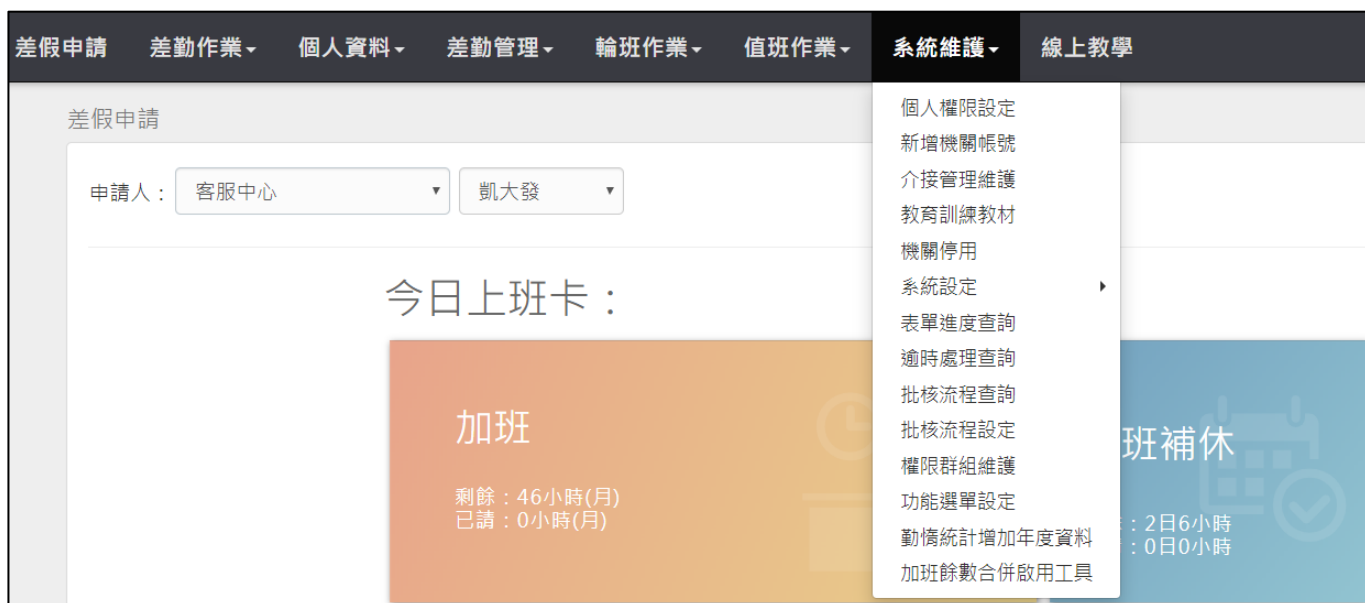 差假申請 差勤作業 個人資料 差勤管理 輪班作業 值班作業 系統維護 線上教學
差假申請
申請人： 客服中心 凱大發
個人權限設定
新增機關帳號
介接管理維護
教育訓練教材
機關停用
系統設定
表單進度查詢
逾時處理查詢
批核流程查詢
批核流程設定
權限群組維護
功能選單設定
勤惰統計增加年度資料
加班餘數合併啟用工具
今日上班卡：
加班
剩餘：46小時(月)
已請：0小時(月)
班補休
：2日6小時
：0日0小時